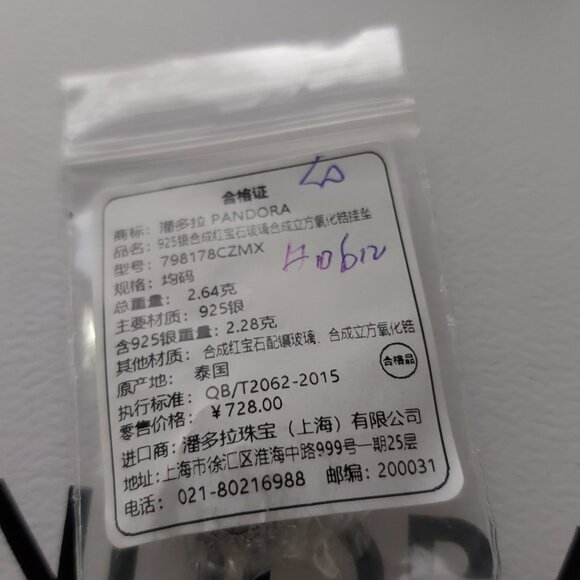 合格证
商标: 潘多拉 PANDORA
品名: 925银合成红宝石玻璃合成立方氧化锆挂坠
型号: 798178CZMX
规格: 均码
总重量: 2.64克
主要材质: 925银
含925银重量: 2.28克
其他材质: 合成红宝石配镶玻璃、合成立方氧化锆
原产地: 泰国
合格品
执行标准: QB/T2062-2015
零售价格: ¥728.00
进口商: 潘多拉珠宝（上海）有限公司
地址: 上海市徐汇区淮海中路999号一期25层
电话: 021-80216988 邮编: 200031